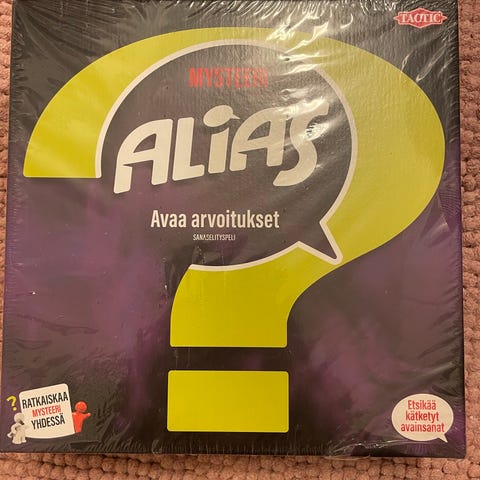 TACTIC
MYSTEERI
ALiAS
Avaa arvoitukset
SANASELITYSPELI
?
RATKAISKAA
MYSTEERI
YHDESSÄ
Etsikää
kätketyt
avainsanat